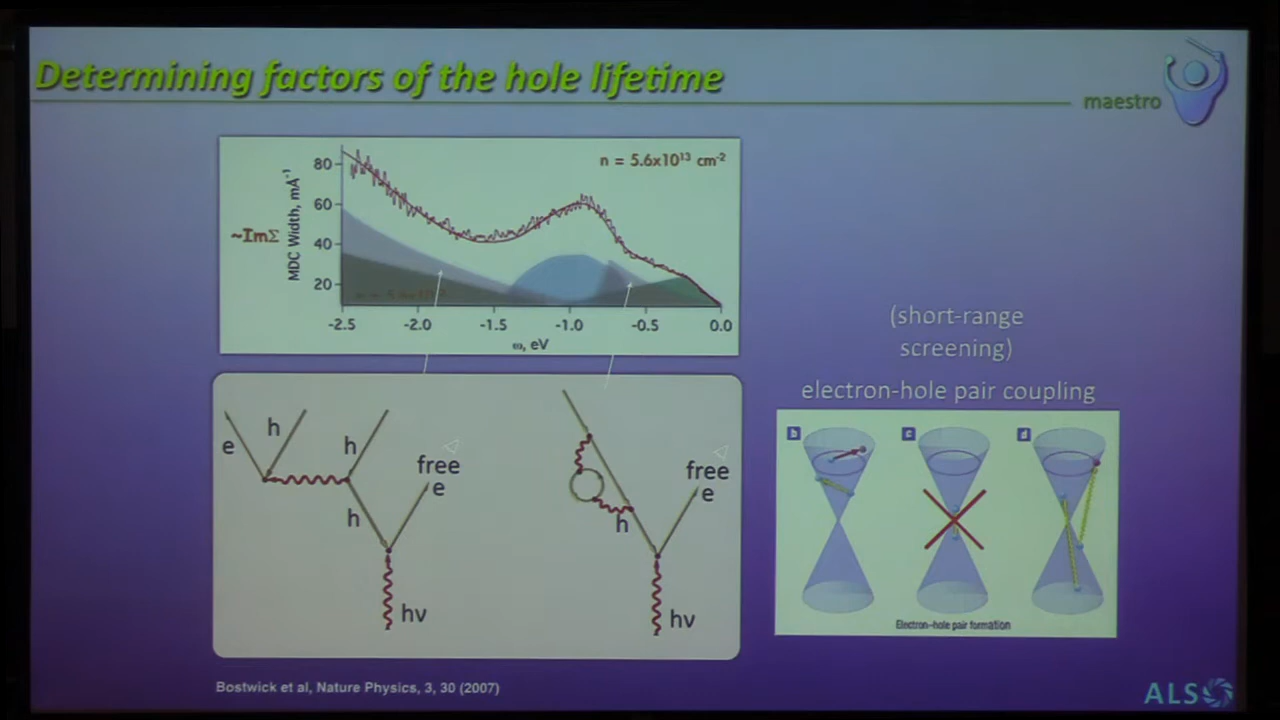 Determining factors of the hole lifetime
maestro
n = 5.6x10¹³ cm⁻²
~ImΣ
MDC Width, mÅ⁻¹
80
60
40
20
-2.5 -2.0 -1.5 -1.0 -0.5 0.0
ω, eV
(short-range
screening)
electron-hole pair coupling
e h h free e
h
hν
free e
h
hν
b c d
Electron-hole pair formation
Bostwick et al, Nature Physics, 3, 30 (2007)
ALS